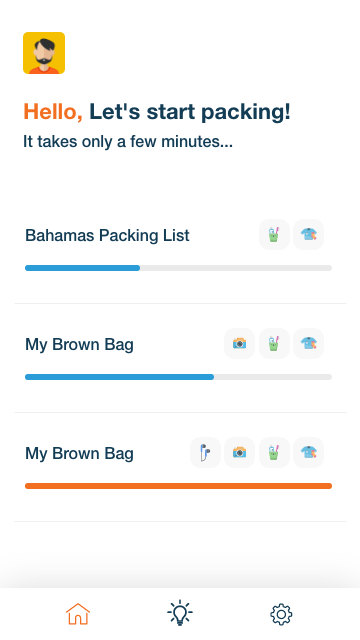 Hello, Let's start packing!
It takes only a few minutes...
Bahamas Packing List
My Brown Bag
My Brown Bag